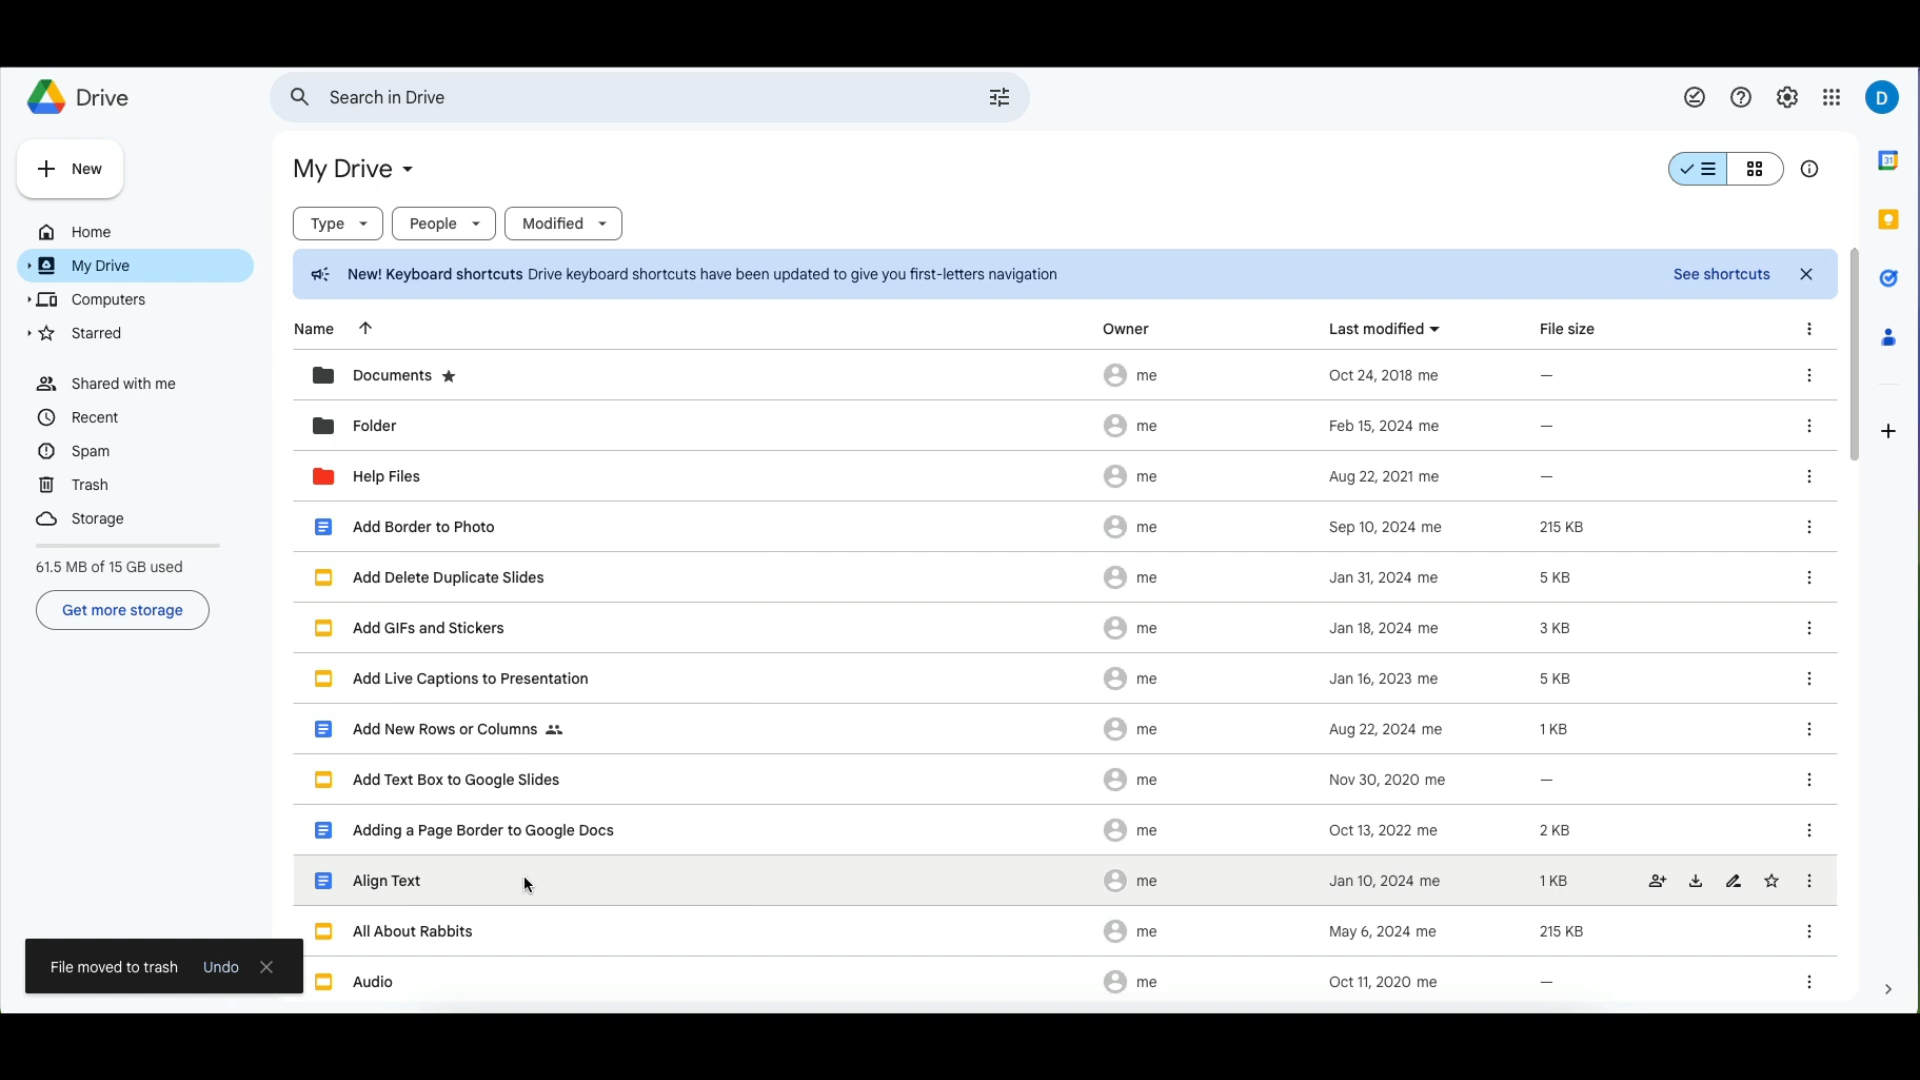 Drive
Search in Drive
D
New
Home
My Drive
Computers
Starred
Shared with me
Recent
Spam
Trash
Storage
61.5 MB of 15 GB used
Get more storage
My Drive
Type People Modified
New! Keyboard shortcuts Drive keyboard shortcuts have been updated to give you first-letters navigation See shortcuts
Name Owner Last modified File size
Documents me Oct 24, 2018 me —
Folder me Feb 15, 2024 me —
Help Files me Aug 22, 2021 me —
Add Border to Photo me Sep 10, 2024 me 215 KB
Add Delete Duplicate Slides me Jan 31, 2024 me 5 KB
Add GIFs and Stickers me Jan 18, 2024 me 3 KB
Add Live Captions to Presentation me Jan 16, 2023 me 5 KB
Add New Rows or Columns me Aug 22, 2024 me 1 KB
Add Text Box to Google Slides me Nov 30, 2020 me —
Adding a Page Border to Google Docs me Oct 13, 2022 me 2 KB
Align Text me Jan 10, 2024 me 1 KB
All About Rabbits me May 6, 2024 me 215 KB
Audio me Oct 11, 2020 me —
File moved to trash Undo
31